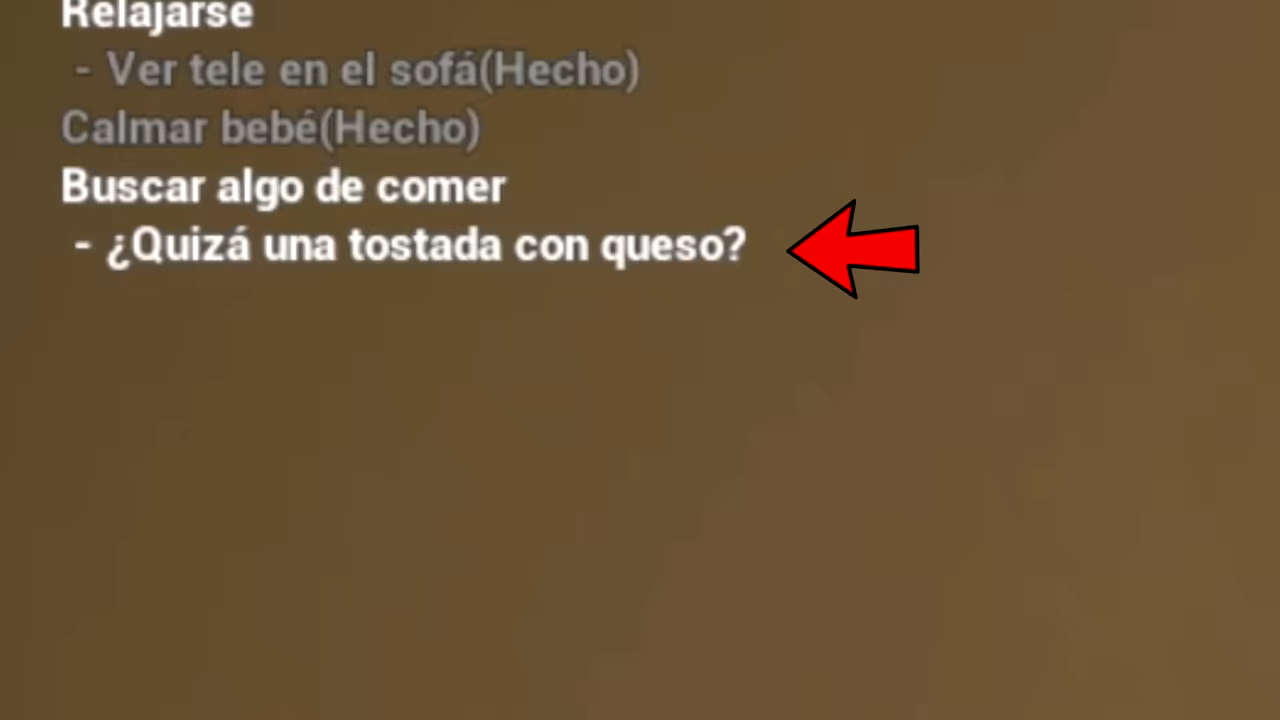 Relajarse
- Ver tele en el sofá(Hecho)
Calmar bebé(Hecho)
Buscar algo de comer
- ¿Quizá una tostada con queso?